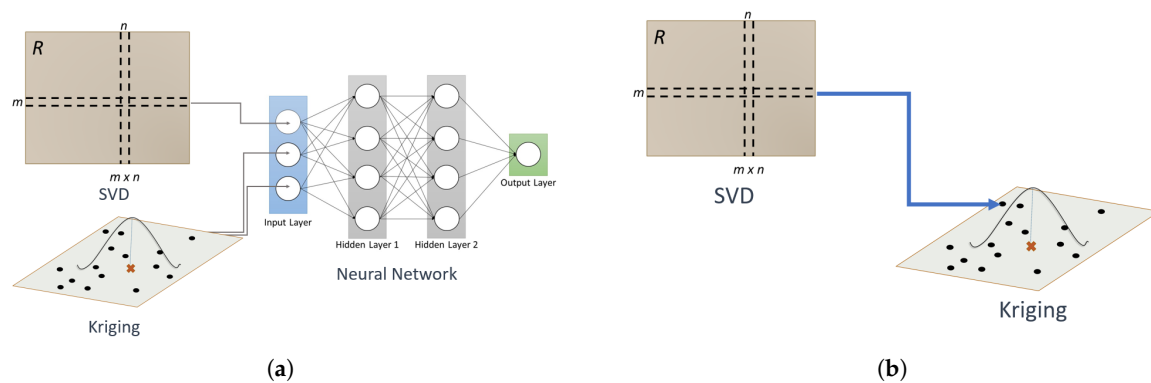 n
R
m
m x n
SVD
Input Layer
Hidden Layer 1
Hidden Layer 2
Output Layer
Neural Network
Kriging
(a)
n
R
m
m x n
SVD
Kriging
(b)